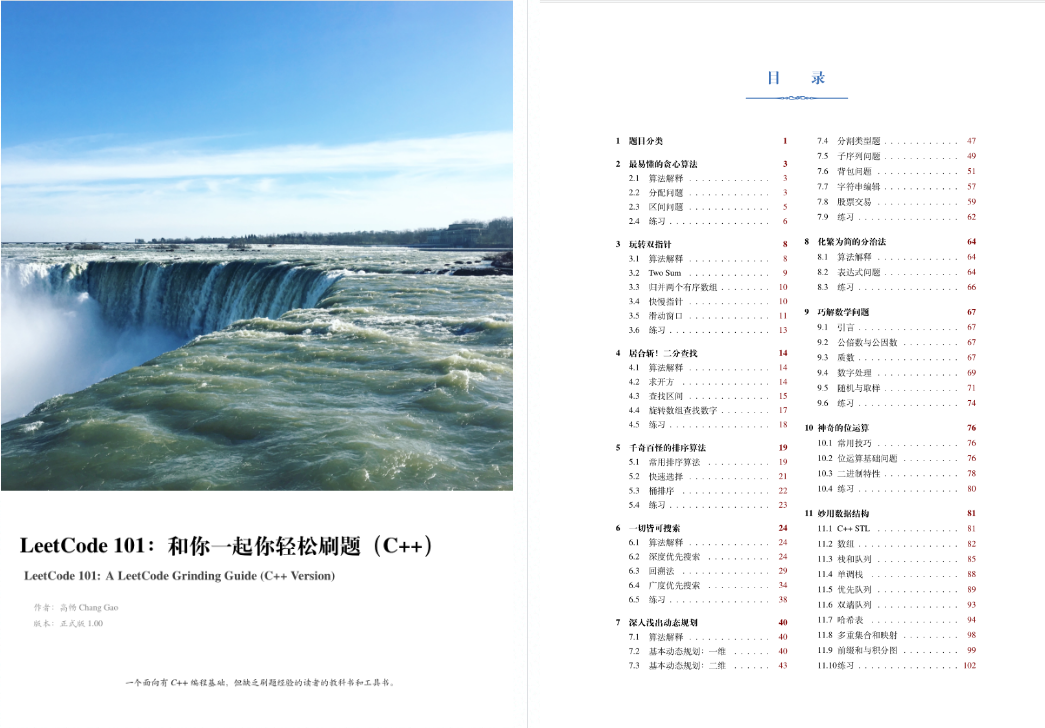 LeetCode 101：和你一起你轻松刷题（C++）
LeetCode 101: A LeetCode Grinding Guide (C++ Version)
作者：高畅 Chang Gao
版本：正式版 1.00
一个面向有 C++ 编程基础，但缺乏刷题经验的读者的教科书和工具书。
目 录
1 题目分类 1
2 最易懂的贪心算法 3
2.1 算法解释 . . . . . . . . . . . . . 3
2.2 分配问题 . . . . . . . . . . . . . 3
2.3 区间问题 . . . . . . . . . . . . . 5
2.4 练习 . . . . . . . . . . . . . . . 6
3 玩转双指针 8
3.1 算法解释 . . . . . . . . . . . . . 8
3.2 Two Sum . . . . . . . . . . . . . 9
3.3 归并两个有序数组 . . . . . . . . 10
3.4 快慢指针 . . . . . . . . . . . . . 10
3.5 滑动窗口 . . . . . . . . . . . . . 11
3.6 练习 . . . . . . . . . . . . . . . 13
4 居合斩！二分查找 14
4.1 算法解释 . . . . . . . . . . . . . 14
4.2 求开方 . . . . . . . . . . . . . . 14
4.3 查找区间 . . . . . . . . . . . . . 15
4.4 旋转数组查找数字 . . . . . . . . 17
4.5 练习 . . . . . . . . . . . . . . . 18
5 千奇百怪的排序算法 19
5.1 常用排序算法 . . . . . . . . . . 19
5.2 快速选择 . . . . . . . . . . . . . 21
5.3 桶排序 . . . . . . . . . . . . . . 22
5.4 练习 . . . . . . . . . . . . . . . 23
6 一切皆可搜索 24
6.1 算法解释 . . . . . . . . . . . . . 24
6.2 深度优先搜索 . . . . . . . . . . 24
6.3 回溯法 . . . . . . . . . . . . . . 29
6.4 广度优先搜索 . . . . . . . . . . 34
6.5 练习 . . . . . . . . . . . . . . . 38
7 深入浅出动态规划 40
7.1 算法解释 . . . . . . . . . . . . . 40
7.2 基本动态规划：一维 . . . . . . 40
7.3 基本动态规划：二维 . . . . . . 43
7.4 分割类型题 . . . . . . . . . . . . 47
7.5 子序列问题 . . . . . . . . . . . . 49
7.6 背包问题 . . . . . . . . . . . . . 51
7.7 字符串编辑 . . . . . . . . . . . . 57
7.8 股票交易 . . . . . . . . . . . . . 59
7.9 练习 . . . . . . . . . . . . . . . 62
8 化繁为简的分治法 64
8.1 算法解释 . . . . . . . . . . . . . 64
8.2 表达式问题 . . . . . . . . . . . . 64
8.3 练习 . . . . . . . . . . . . . . . 66
9 巧解数学问题 67
9.1 引言 . . . . . . . . . . . . . . . 67
9.2 公倍数与公因数 . . . . . . . . . 67
9.3 质数 . . . . . . . . . . . . . . . 67
9.4 数字处理 . . . . . . . . . . . . . 69
9.5 随机与取样 . . . . . . . . . . . . 71
9.6 练习 . . . . . . . . . . . . . . . 74
10 神奇的位运算 76
10.1 常用技巧 . . . . . . . . . . . . . 76
10.2 位运算基础问题 . . . . . . . . . 76
10.3 二进制特性 . . . . . . . . . . . . 78
10.4 练习 . . . . . . . . . . . . . . . 80
11 妙用数据结构 81
11.1 C++ STL . . . . . . . . . . . . . 81
11.2 数组 . . . . . . . . . . . . . . . 82
11.3 栈和队列 . . . . . . . . . . . . . 85
11.4 单调栈 . . . . . . . . . . . . . . 88
11.5 优先队列 . . . . . . . . . . . . . 89
11.6 双端队列 . . . . . . . . . . . . . 93
11.7 哈希表 . . . . . . . . . . . . . . 94
11.8 多重集合和映射 . . . . . . . . . 98
11.9 前缀和与积分图 . . . . . . . . . 99
11.10练习 . . . . . . . . . . . . . . . 102